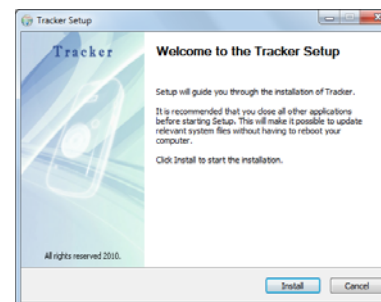 Tracker Setup
Tracker
Welcome to the Tracker Setup
Setup will guide you through the installation of Tracker.
It is recommended that you close all other applications
before starting Setup. This will make it possible to update
relevant system files without having to reboot your
computer.
Click Install to start the installation.
All rights reserved 2010.
Install
Cancel